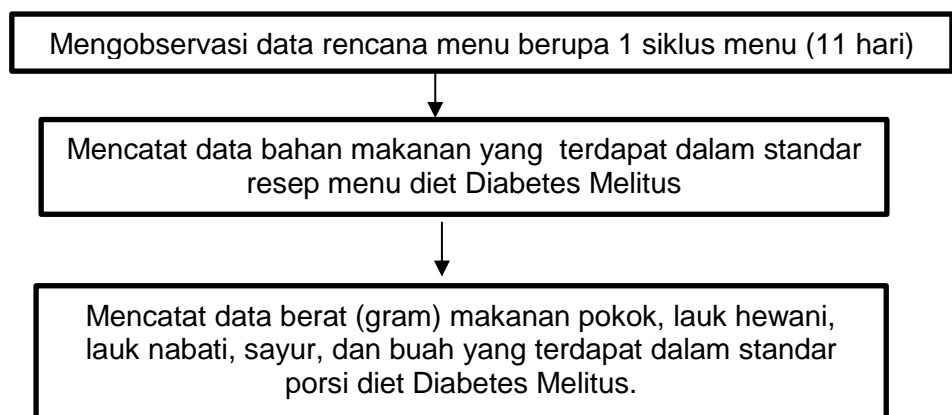 Mengobservasi data rencana menu berupa 1 siklus menu (11 hari)
Mencatat data bahan makanan yang terdapat dalam standar
resep menu diet Diabetes Melitus
Mencatat data berat (gram) makanan pokok, lauk hewani,
lauk nabati, sayur, dan buah yang terdapat dalam standar
porsi diet Diabetes Melitus.